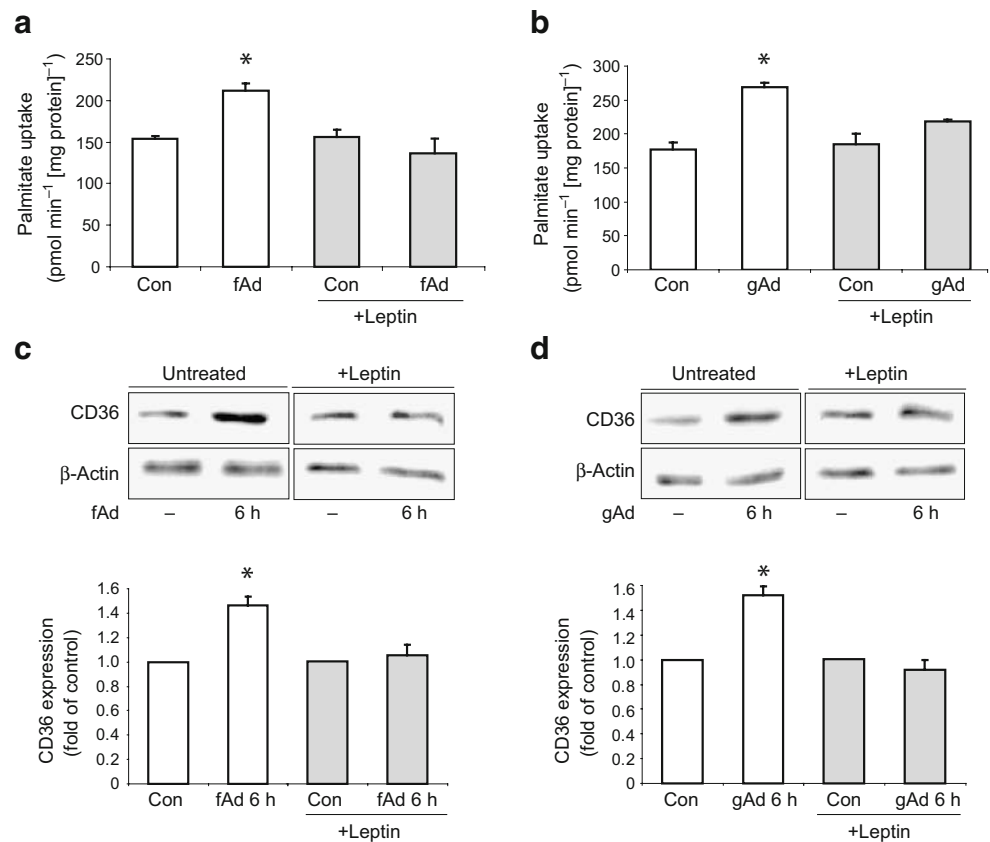 a
Palmitate uptake
(pmol min⁻¹ [mg protein]⁻¹)
250
200
150
100
50
0
*
Con fAd Con fAd
+Leptin
b
Palmitate uptake
(pmol min⁻¹ [mg protein]⁻¹)
300
250
200
150
100
50
0
*
Con gAd Con gAd
+Leptin
c
Untreated +Leptin
CD36
β-Actin
fAd – 6 h – 6 h
CD36 expression
(fold of control)
1.6
1.4
1.2
1.0
0.8
0.6
0.4
0.2
0
*
Con fAd 6 h Con fAd 6 h
+Leptin
d
Untreated +Leptin
CD36
β-Actin
gAd – 6 h – 6 h
CD36 expression
(fold of control)
1.6
1.4
1.2
1.0
0.8
0.6
0.4
0.2
0
*
Con gAd 6 h Con gAd 6 h
+Leptin